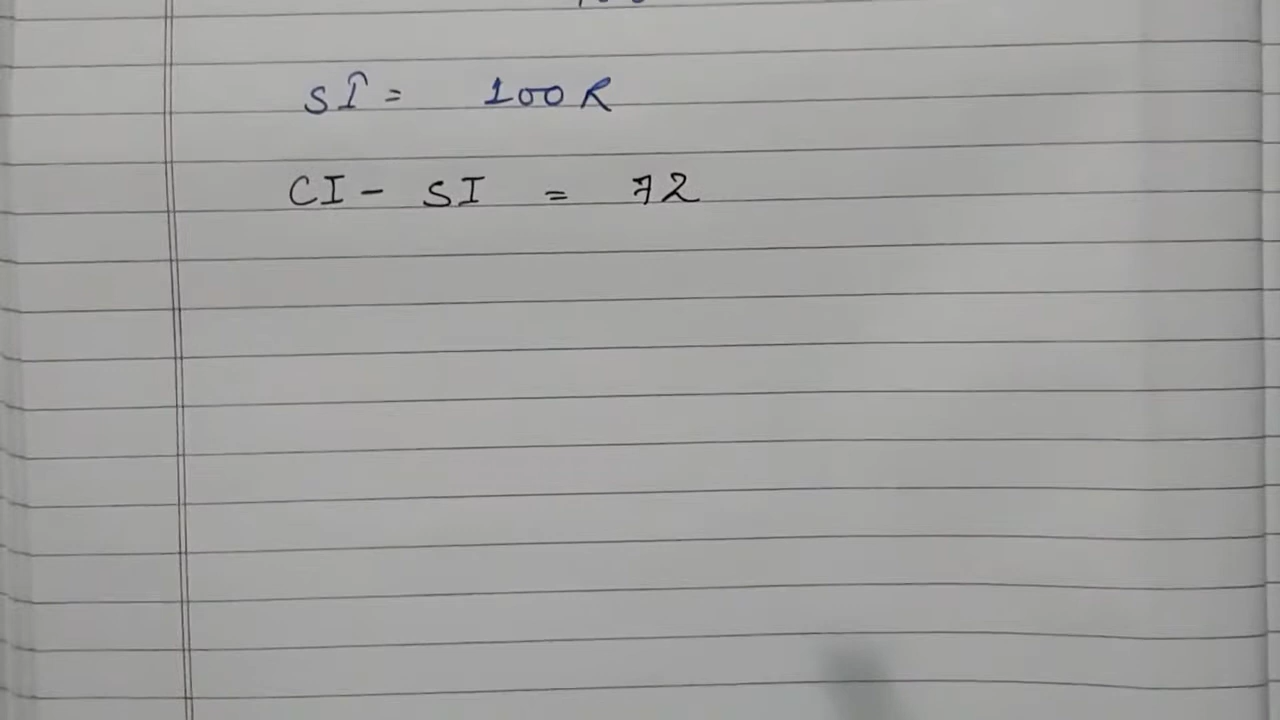 SI = 100R
CI - SI = 72